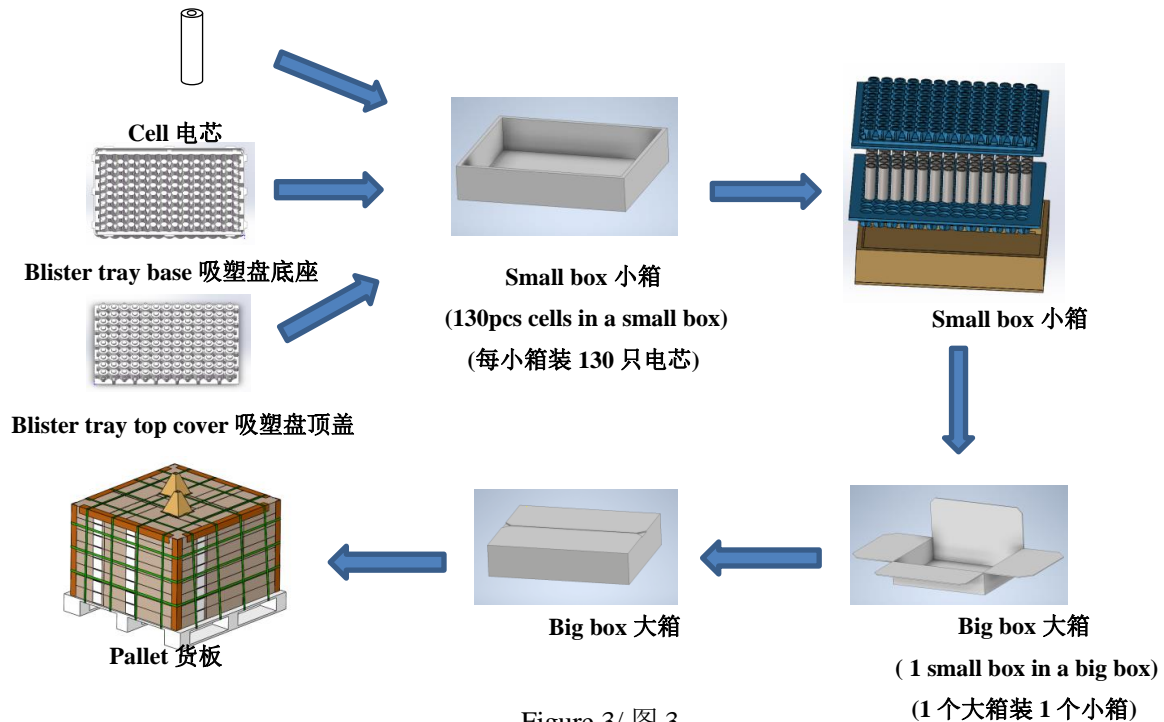 Cell 电芯
Blister tray base 吸塑盘底座
Blister tray top cover 吸塑盘顶盖
Small box 小箱
(130pcs cells in a small box)
(每小箱装 130 只电芯)
Small box 小箱
Pallet 货板
Big box 大箱
Big box 大箱
( 1 small box in a big box)
(1 个大箱装 1 个小箱)
Figure 3/ 图 3